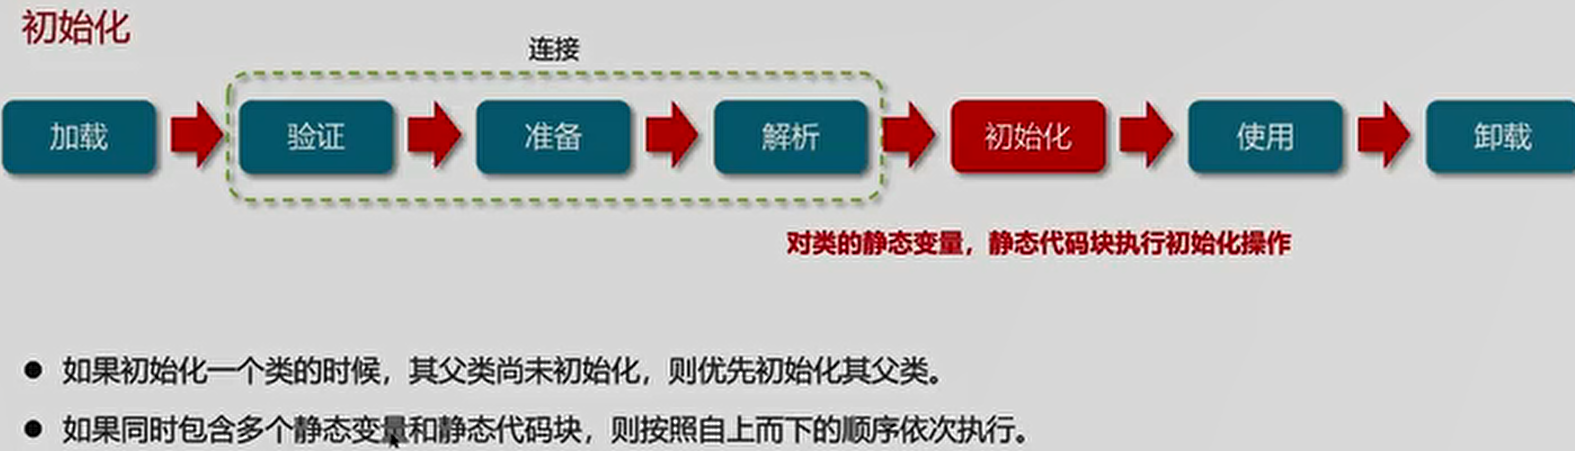 初始化
连接
加载 验证 准备 解析 初始化 使用 卸载
对类的静态变量，静态代码块执行初始化操作
● 如果初始化一个类的时候，其父类尚未初始化，则优先初始化其父类。
● 如果同时包含多个静态变量和静态代码块，则按照自上而下的顺序依次执行。